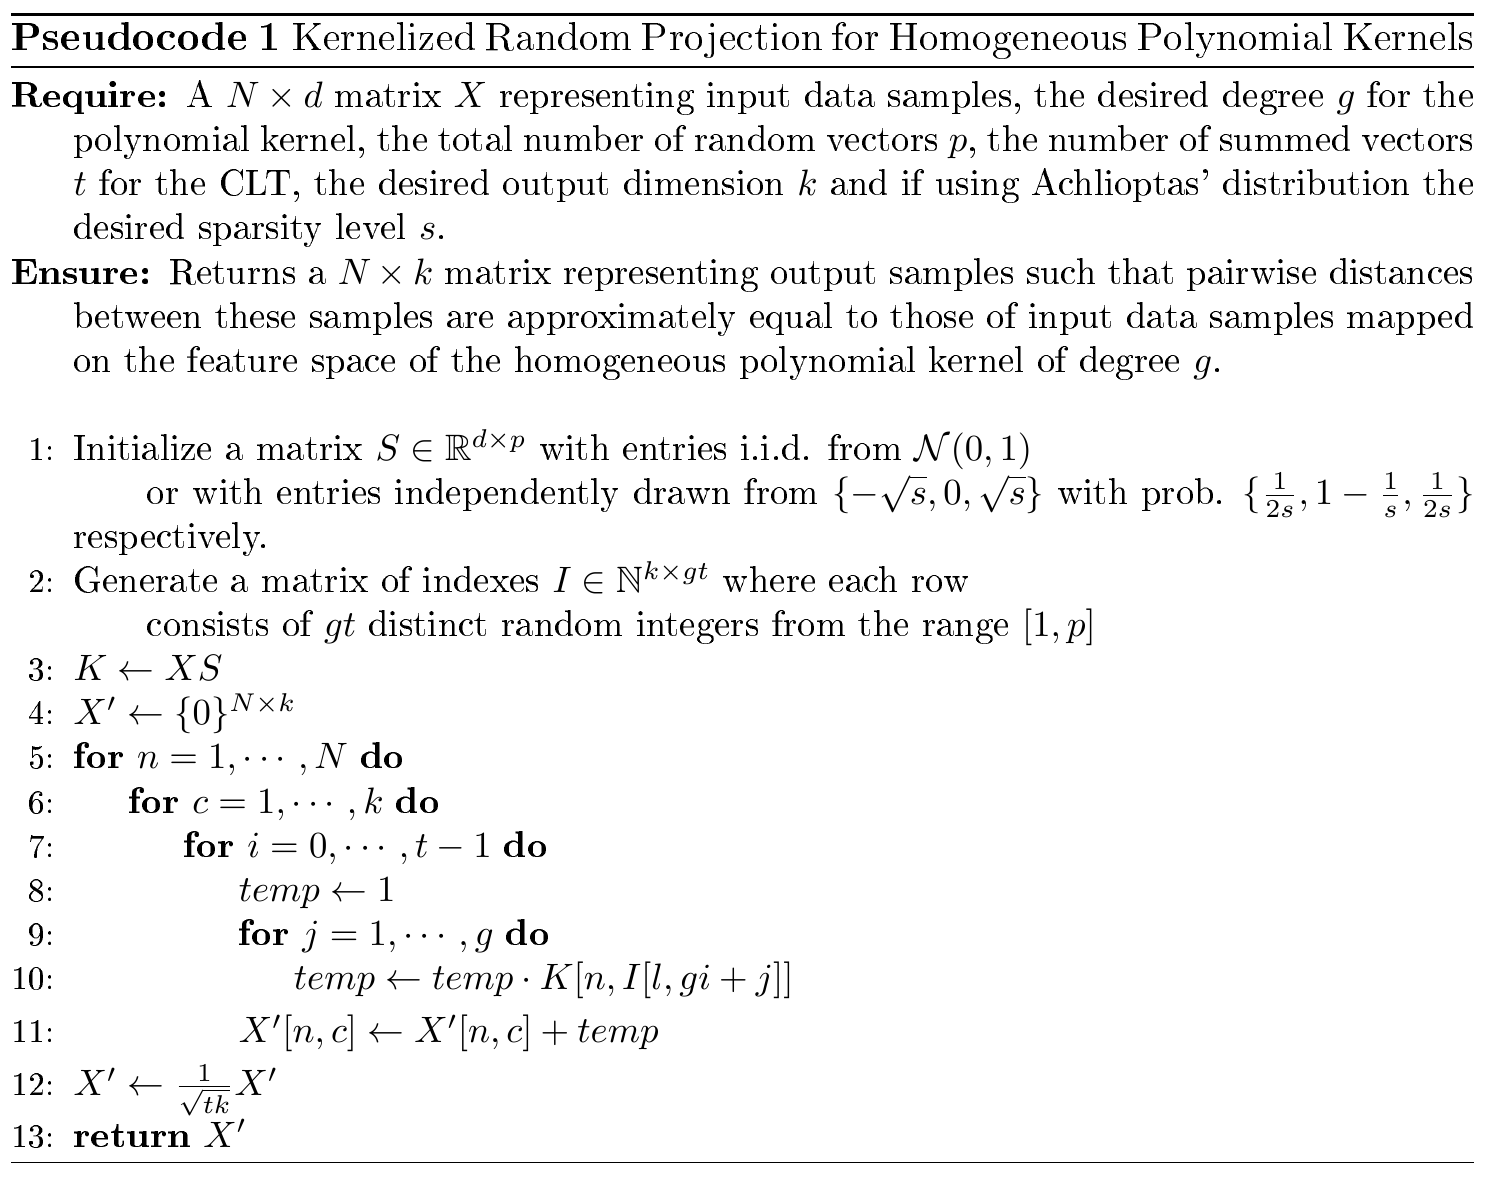 Pseudocode 1 Kernelized Random Projection for Homogeneous Polynomial Kernels
Require: A $N \times d$ matrix $X$ representing input data samples, the desired degree $g$ for the
polynomial kernel, the total number of random vectors $p$, the number of summed vectors
$t$ for the CLT, the desired output dimension $k$ and if using Achlioptas' distribution the
desired sparsity level $s$.
Ensure: Returns a $N \times k$ matrix representing output samples such that pairwise distances
between these samples are approximately equal to those of input data samples mapped
on the feature space of the homogeneous polynomial kernel of degree $g$.
1: Initialize a matrix $S \in \mathbb{R}^{d \times p}$ with entries i.i.d. from $\mathcal{N}(0, 1)$
or with entries independently drawn from $\{-\sqrt{s}, 0, \sqrt{s}\}$ with prob. $\{\frac{1}{2s}, 1 - \frac{1}{s}, \frac{1}{2s}\}$
respectively.
2: Generate a matrix of indexes $I \in \mathbb{N}^{k \times gt}$ where each row
consists of $gt$ distinct random integers from the range $[1, p]$
3: $K \leftarrow XS$
4: $X' \leftarrow \{0\}^{N \times k}$
5: for $n = 1, \cdots, N$ do
6: for $c = 1, \cdots, k$ do
7: for $i = 0, \cdots, t - 1$ do
8: $temp \leftarrow 1$
9: for $j = 1, \cdots, g$ do
10: $temp \leftarrow temp \cdot K[n, I[l, gi + j]]$
11: $X'[n, c] \leftarrow X'[n, c] + temp$
12: $X' \leftarrow \frac{1}{\sqrt{tk}} X'$
13: return $X'$